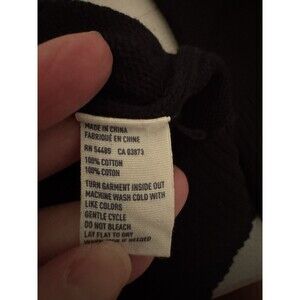 MADE IN CHINA
FABRIQUÉ EN CHINE
RN 54485 CA 03873
100% COTTON
100% COTON
TURN GARMENT INSIDE OUT
MACHINE WASH COLD WITH
LIKE COLORS
GENTLE CYCLE
DO NOT BLEACH
LAY FLAT TO DRY